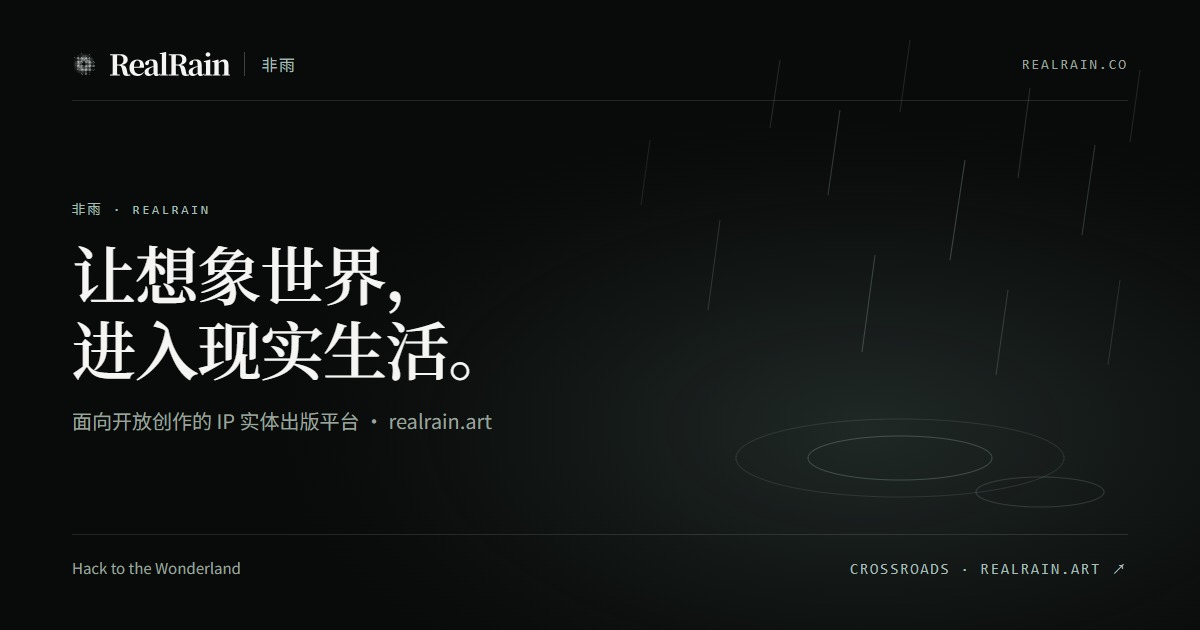 RealRain 非雨
REALRAIN.CO
非雨 · REALRAIN
让想象世界，
进入现实生活。
面向开放创作的 IP 实体出版平台 · realrain.art
Hack to the Wonderland
CROSSROADS · REALRAIN.ART ↗